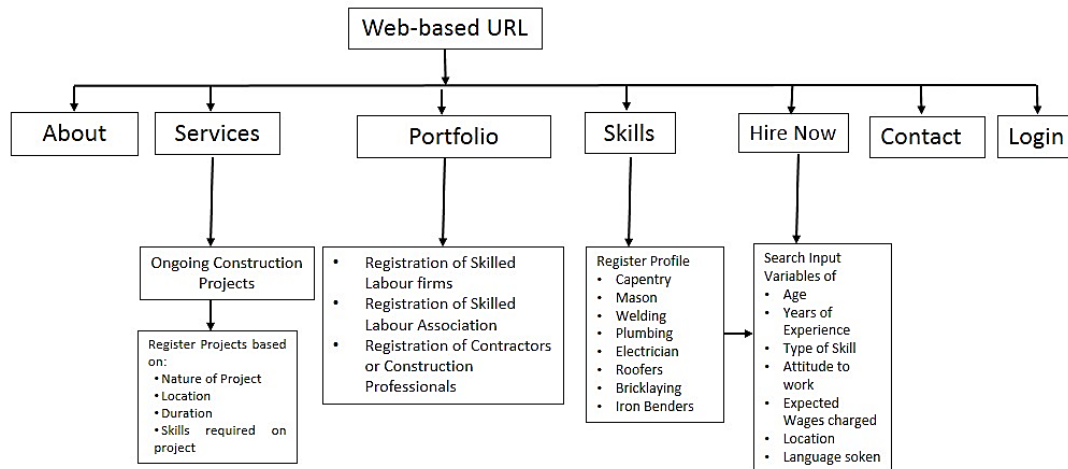 Web-based URL
About
Services
Portfolio
Skills
Hire Now
Contact
Login
Ongoing Construction
Projects
Register Projects based
on:
• Nature of Project
• Location
• Duration
• Skills required on
project
• Registration of Skilled
Labour firms
• Registration of Skilled
Labour Association
• Registration of Contractors
or Construction
Professionals
Register Profile
• Capentry
• Mason
• Welding
• Plumbing
• Electrician
• Roofers
• Bricklaying
• Iron Benders
Search Input
Variables of
• Age
• Years of
Experience
• Type of Skill
• Attitude to
work
• Expected
Wages charged
• Location
• Language soken